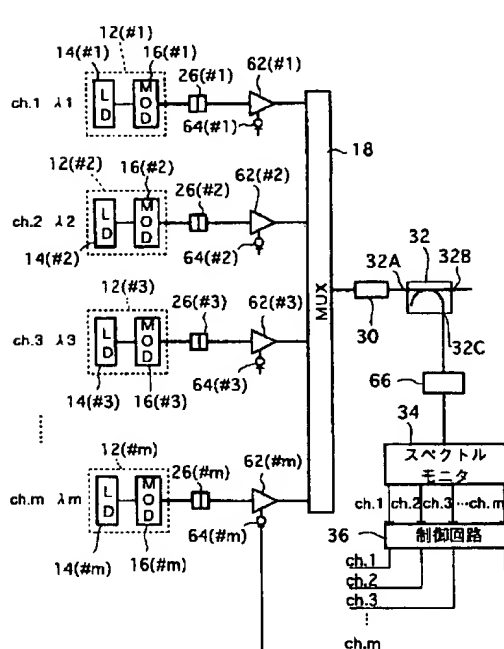 12(#1)
14(#1) 16(#1)
26(#1) 62(#1)
ch.1 λ1 LD MOD
64(#1)
18
12(#2)
16(#2)
26(#2) 62(#2)
ch.2 λ2 LD MOD
14(#2) 64(#2)
MUX
32A 32 32B
30 32C
12(#3)
26(#3) 62(#3)
ch.3 λ3 LD MOD
14(#3) 16(#3) 64(#3)
66
34
スペクトル
モニタ
12(#m)
26(#m) 62(#m)
ch.m λm LD MOD
14(#m) 16(#m) 64(#m)
ch.1 ch.2 ch.3 …ch.m
36 制御回路
ch.1
ch.2
ch.3
ch.m